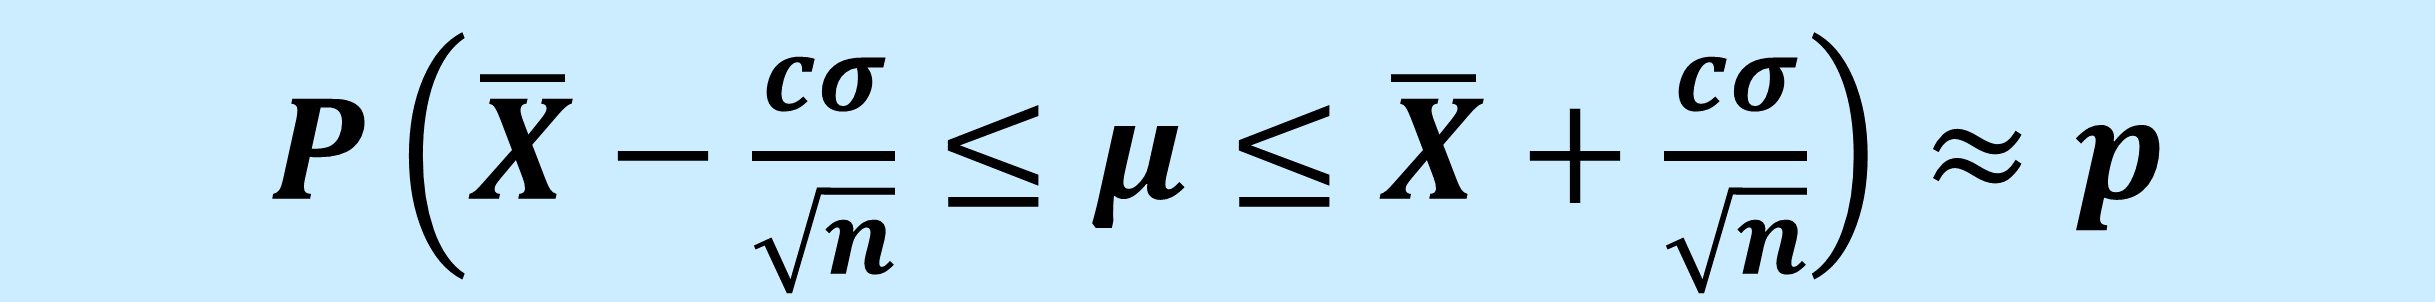 P(X̅ − cσ/√n ≤ μ ≤ X̅ + cσ/√n) ≈ p